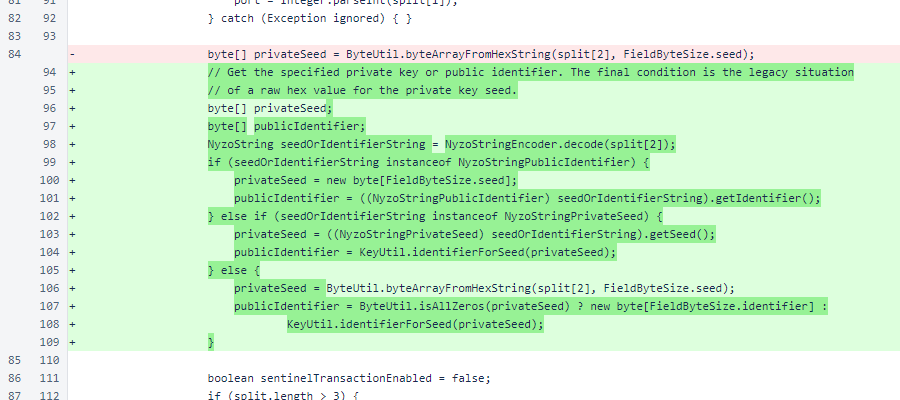 81 91 port = Integer.parseInt(split[1]);
82 92 } catch (Exception ignored) { }
83 93
84 - byte[] privateSeed = ByteUtil.byteArrayFromHexString(split[2], FieldByteSize.seed);
94 + // Get the specified private key or public identifier. The final condition is the legacy situation
95 + // of a raw hex value for the private key seed.
96 + byte[] privateSeed;
97 + byte[] publicIdentifier;
98 + NyzoString seedOrIdentifierString = NyzoStringEncoder.decode(split[2]);
99 + if (seedOrIdentifierString instanceof NyzoStringPublicIdentifier) {
100 + privateSeed = new byte[FieldByteSize.seed];
101 + publicIdentifier = ((NyzoStringPublicIdentifier) seedOrIdentifierString).getIdentifier();
102 + } else if (seedOrIdentifierString instanceof NyzoStringPrivateSeed) {
103 + privateSeed = ((NyzoStringPrivateSeed) seedOrIdentifierString).getSeed();
104 + publicIdentifier = KeyUtil.identifierForSeed(privateSeed);
105 + } else {
106 + privateSeed = ByteUtil.byteArrayFromHexString(split[2], FieldByteSize.seed);
107 + publicIdentifier = ByteUtil.isAllZeros(privateSeed) ? new byte[FieldByteSize.identifier] :
108 + KeyUtil.identifierForSeed(privateSeed);
109 + }
85 110
86 111 boolean sentinelTransactionEnabled = false;
87 112 if (split.length > 3) {